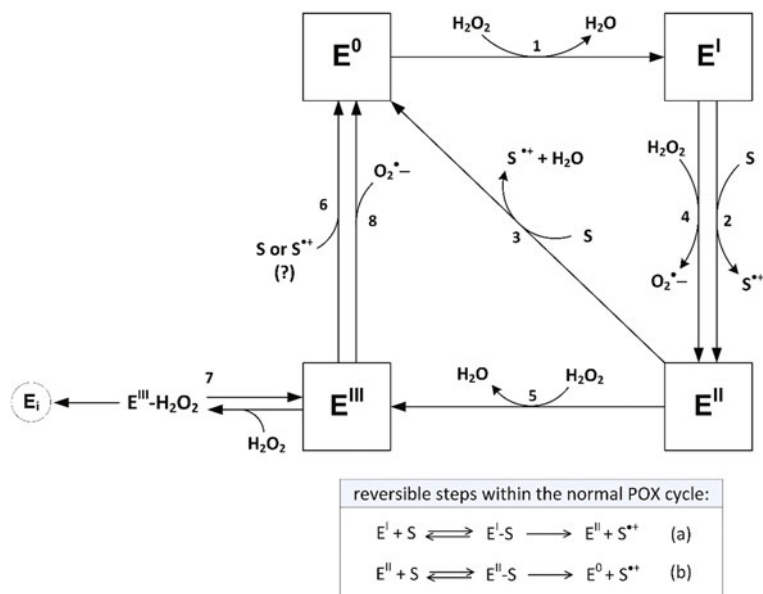 H₂O₂ H₂O
E⁰ 1 Eᴵ
S•+ + H₂O H₂O₂ S
O₂•–
6 8 3 S 4 2
S or S•+
(?)
O₂•– S•+
7 H₂O H₂O₂
Eᵢ Eᴵᴵᴵ-H₂O₂ Eᴵᴵᴵ 5 Eᴵᴵ
H₂O₂
reversible steps within the normal POX cycle:
Eᴵ + S ⇌ Eᴵ-S → Eᴵᴵ + S•+ (a)
Eᴵᴵ + S ⇌ Eᴵᴵ-S → E⁰ + S•+ (b)